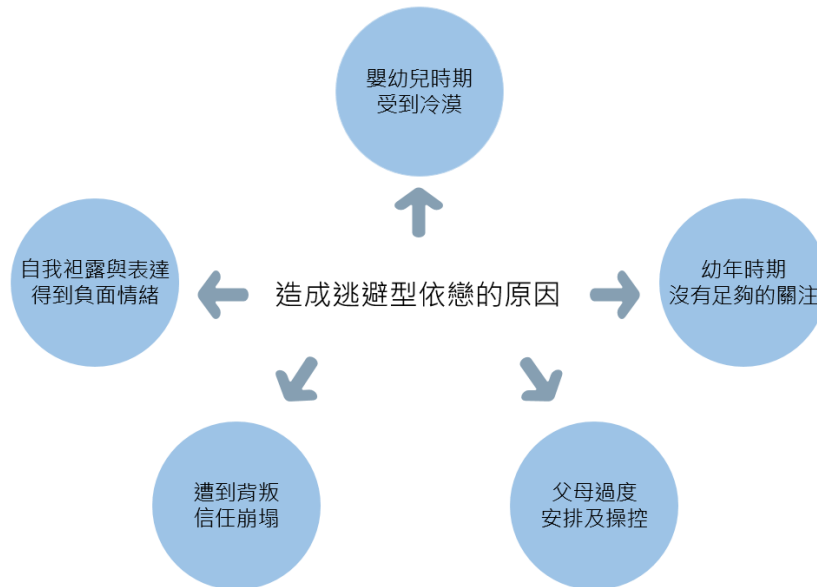 嬰幼兒時期
受到冷漠
自我袒露與表達
得到負面情緒
造成逃避型依戀的原因
幼年時期
沒有足夠的關注
遭到背叛
信任崩塌
父母過度
安排及操控